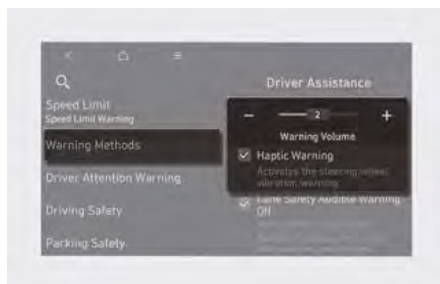 Driver Assistance
Speed Limit
Speed Limit Warning
Warning Methods
Driver Attention Warning
Driving Safety
Parking Safety
− 2 +
Warning Volume
Haptic Warning
Activates the steering wheel
vibration warning
Lane Safety Audible Warning
ON